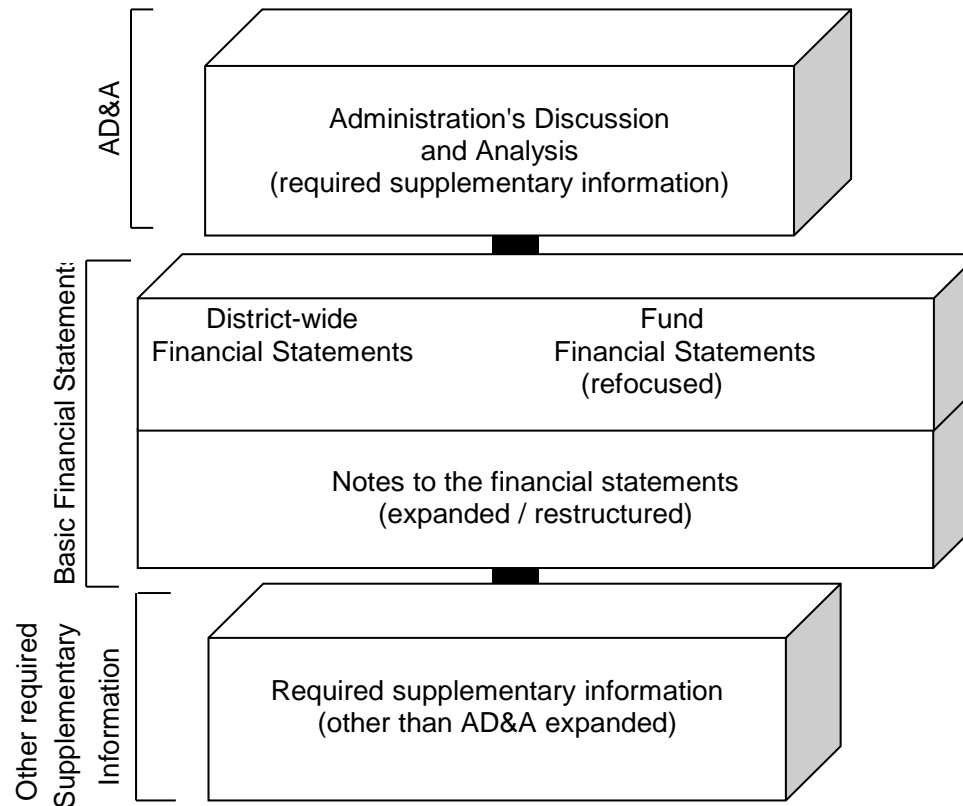 AD&A
Administration's Discussion
and Analysis
(required supplementary information)
Basic Financial Statements
District-wide
Financial Statements
Fund
Financial Statements
(refocused)
Notes to the financial statements
(expanded / restructured)
Other required
Supplementary
Information
Required supplementary information
(other than AD&A expanded)